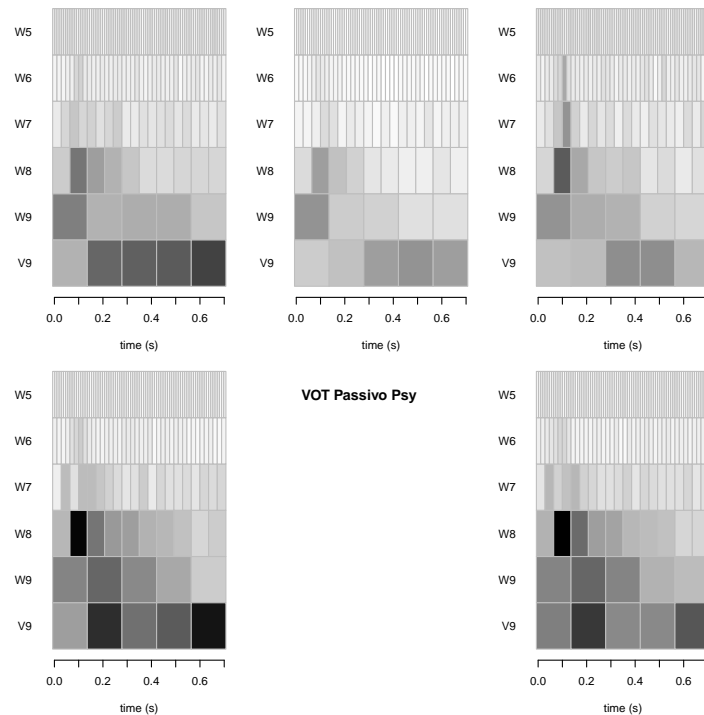 W5 W5 W5
W6 W6 W6
W7 W7 W7
W8 W8 W8
W9 W9 W9
V9 V9 V9
0.0 0.2 0.4 0.6 0.0 0.2 0.4 0.6 0.0 0.2 0.4 0.6
time (s) time (s) time (s)
W5 VOT Passivo Psy W5
W6 W6
W7 W7
W8 W8
W9 W9
V9 V9
0.0 0.2 0.4 0.6 0.0 0.2 0.4 0.6
time (s) time (s)